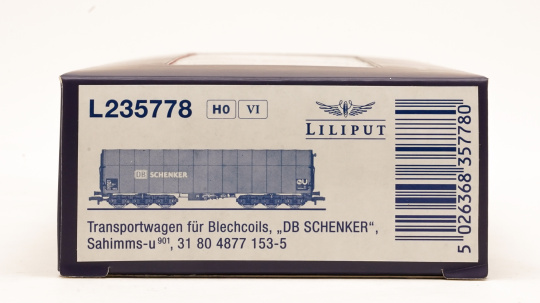 L235778 H0 VI
LILIPUT
DB SCHENKER
Transportwagen für Blechcoils, „DB SCHENKER“,
Sahimms-u⁹⁰¹, 31 80 4877 153-5
5 026368 357780